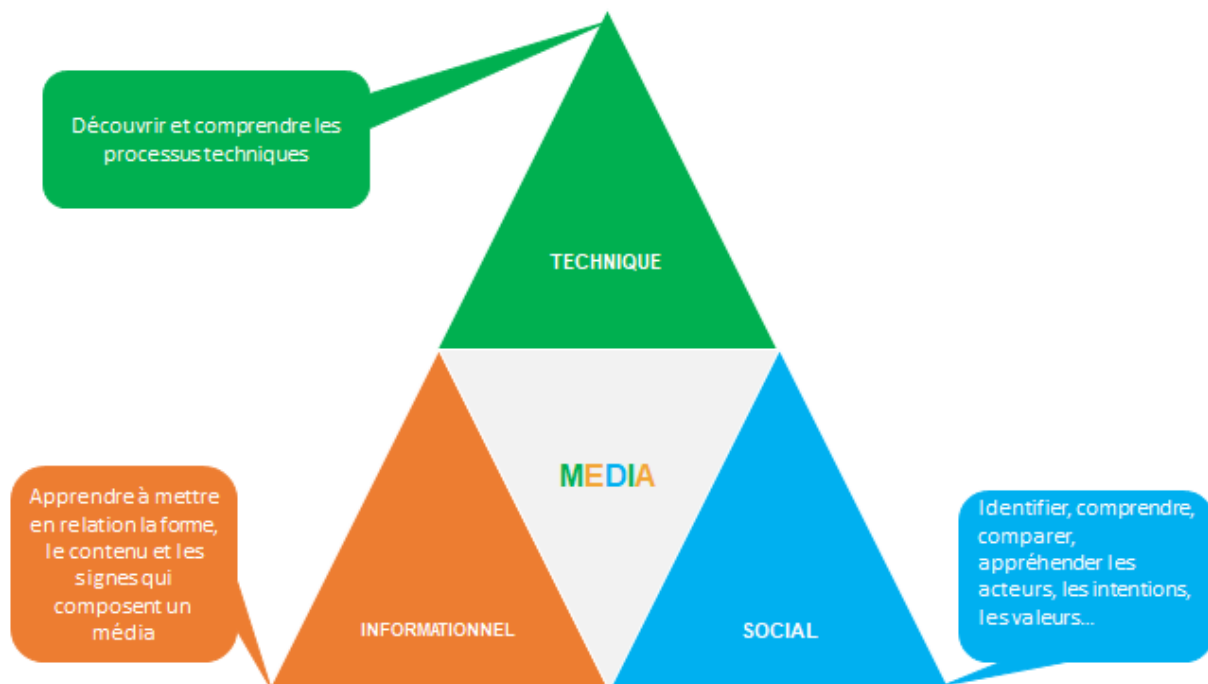 Découvrir et comprendre les
processus techniques
TECHNIQUE
MEDIA
Apprendre à mettre
en relation la forme,
le contenu et les
signes qui
composent un
média
INFORMATIONNEL
SOCIAL
Identifier, comprendre,
comparer,
appréhender les
acteurs, les intentions,
les valeurs...